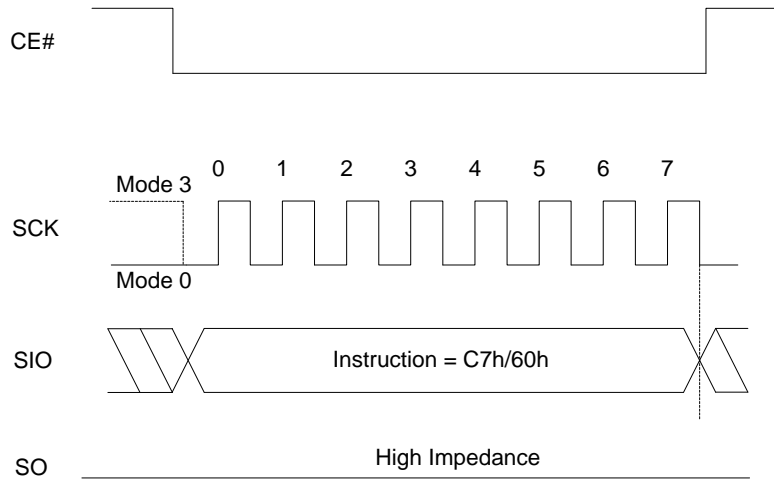 CE#
0 1 2 3 4 5 6 7
Mode 3
SCK
Mode 0
SIO
Instruction = C7h/60h
High Impedance
SO